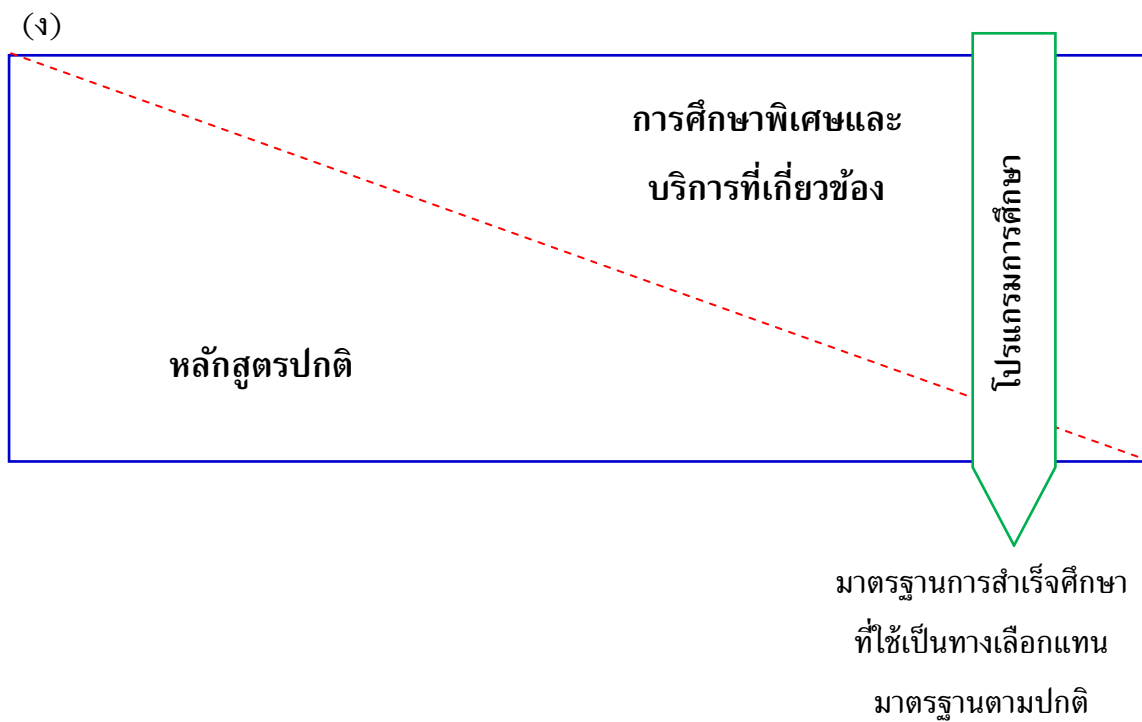 (ง)
การศึกษาพิเศษและ
บริการที่เกี่ยวข้อง
โปรแกรมการศึกษา
หลักสูตรปกติ
มาตรฐานการสำเร็จศึกษา
ที่ใช้เป็นทางเลือกแทน
มาตรฐานตามปกติ